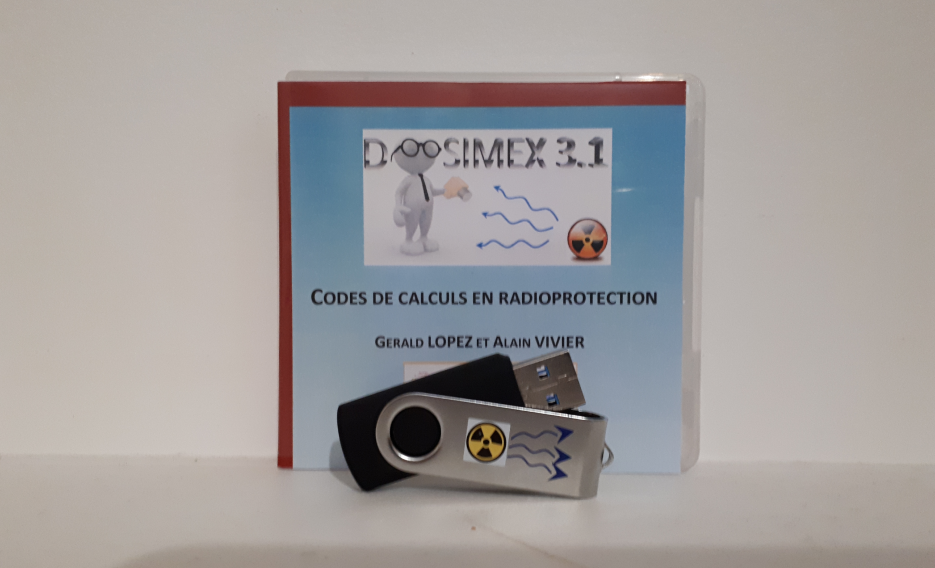 DOSIMEX 3.1
CODES DE CALCULS EN RADIOPROTECTION
GERALD LOPEZ ET ALAIN VIVIER